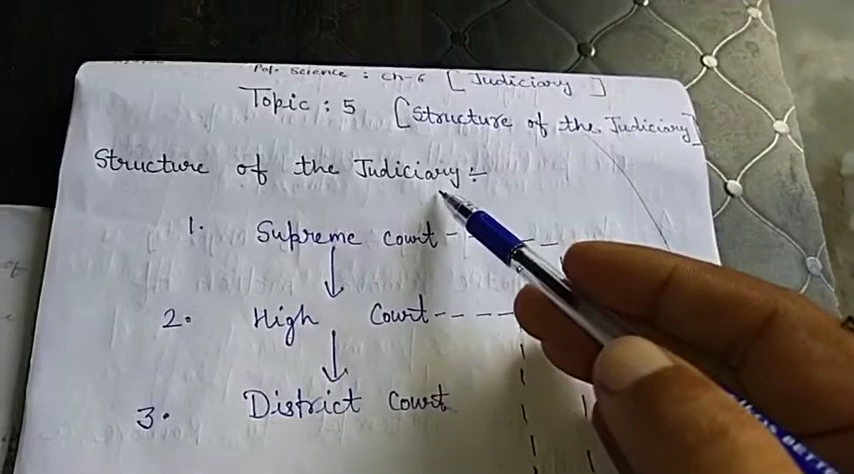 Pol. Science : Ch-6 [Judiciary]
Topic : 5 [Structure of the Judiciary]
Structure of the Judiciary :-
1. Supreme Court
2. High Court
3. District Court